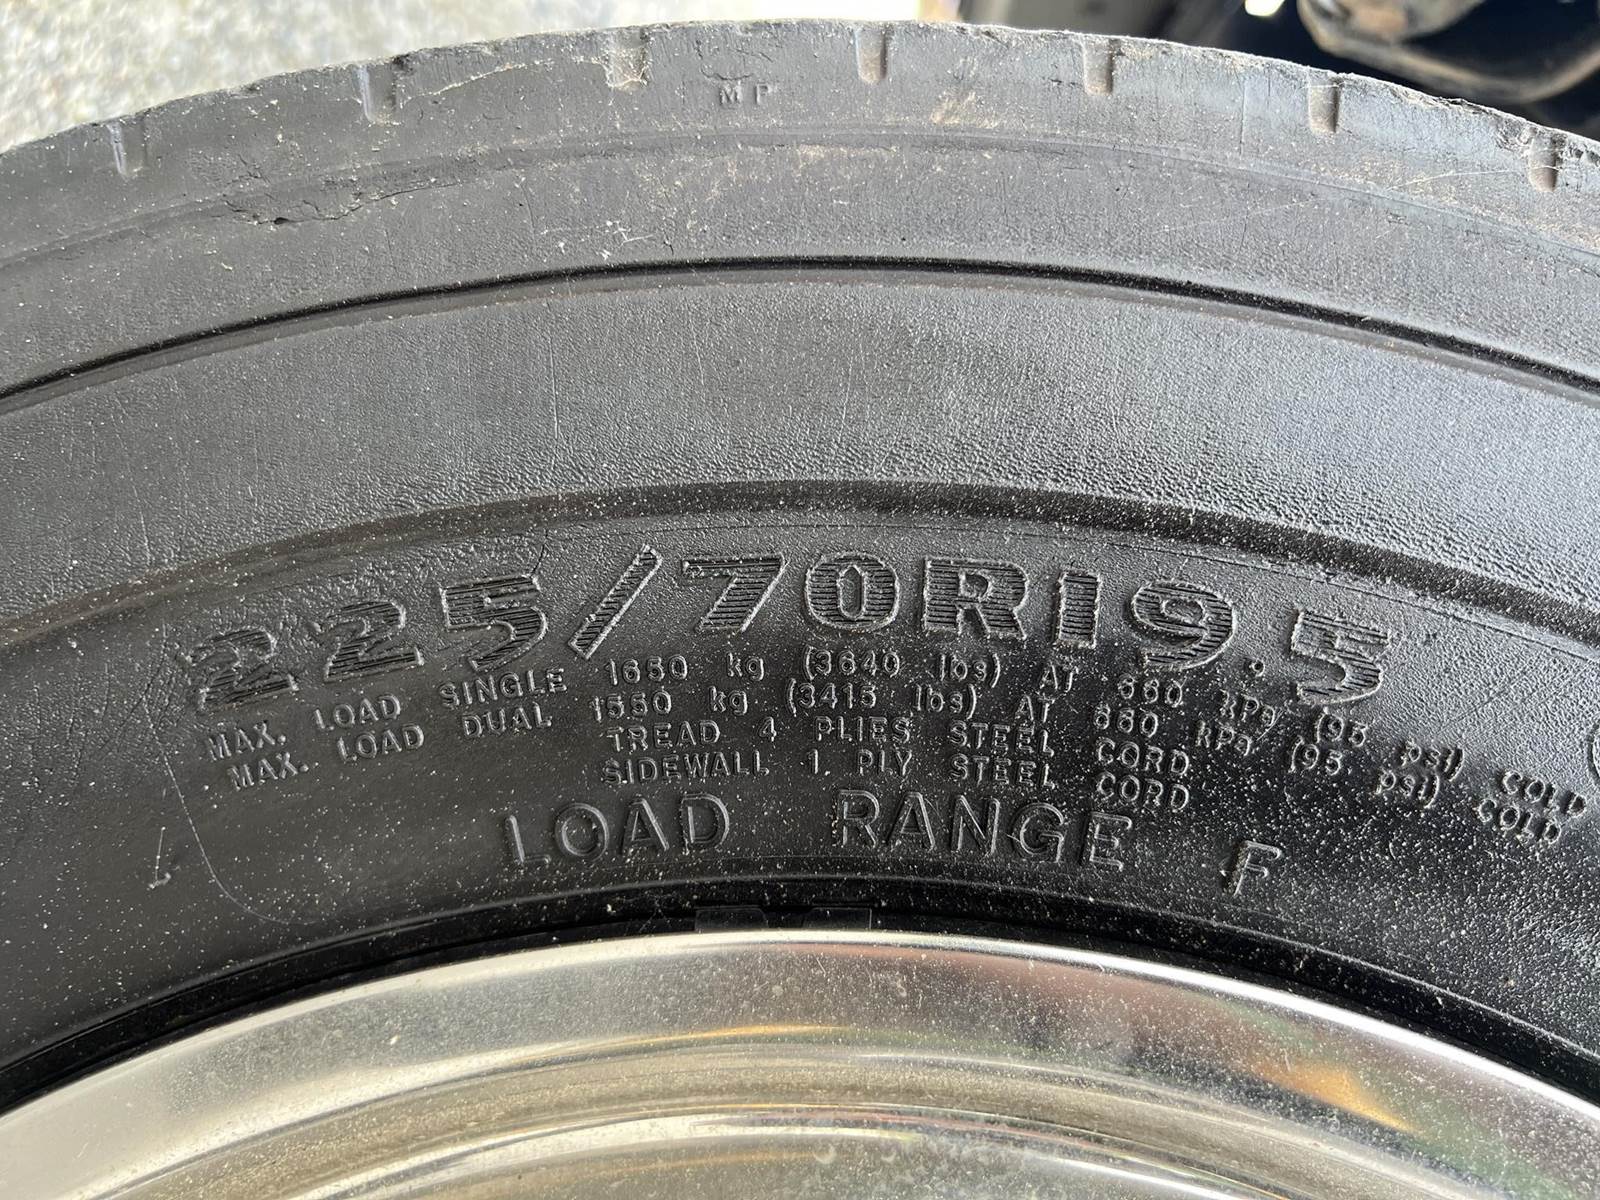 MP
225/70R19.5
MAX. LOAD SINGLE 1650 kg (3640 lbs) AT 660 kPa (95 psi) COLD
MAX. LOAD DUAL 1550 kg (3415 lbs) AT 660 kPa (95 psi) COLD
TREAD 4 PLIES STEEL CORD
SIDEWALL 1 PLY STEEL CORD
LOAD RANGE F